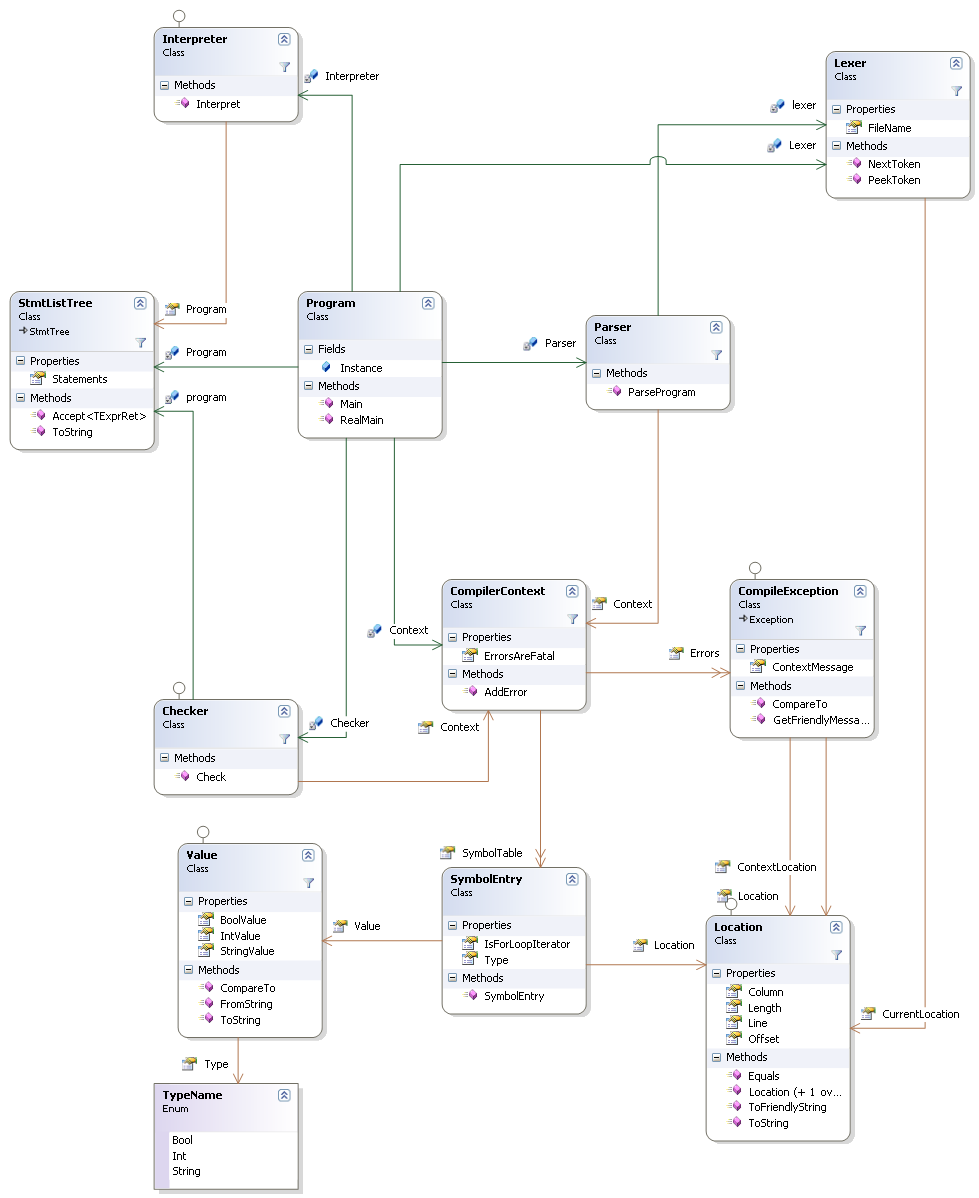 Interpreter
Class
Methods
Interpret
Interpreter
Lexer
Class
Properties
FileName
Methods
NextToken
PeekToken
lexer
Lexer
StmtListTree
Class
StmtTree
Properties
Statements
Methods
Accept<TExprRet>
ToString
Program
Program
program
Program
Class
Fields
Instance
Methods
Main
RealMain
Parser
Parser
Class
Methods
ParseProgram
CompilerContext
Class
Properties
ErrorsAreFatal
Methods
AddError
Context
Context
Errors
CompileException
Class
Exception
Properties
ContextMessage
Methods
CompareTo
GetFriendlyMessa...
Checker
Class
Methods
Check
Checker
Context
SymbolTable
ContextLocation
Location
Value
Class
Properties
BoolValue
IntValue
StringValue
Methods
CompareTo
FromString
ToString
Value
SymbolEntry
Class
Properties
IsForLoopIterator
Type
Methods
SymbolEntry
Location
Location
Class
Properties
Column
Length
Line
Offset
Methods
Equals
Location (+ 1 ov...
ToFriendlyString
ToString
CurrentLocation
Type
TypeName
Enum
Bool
Int
String